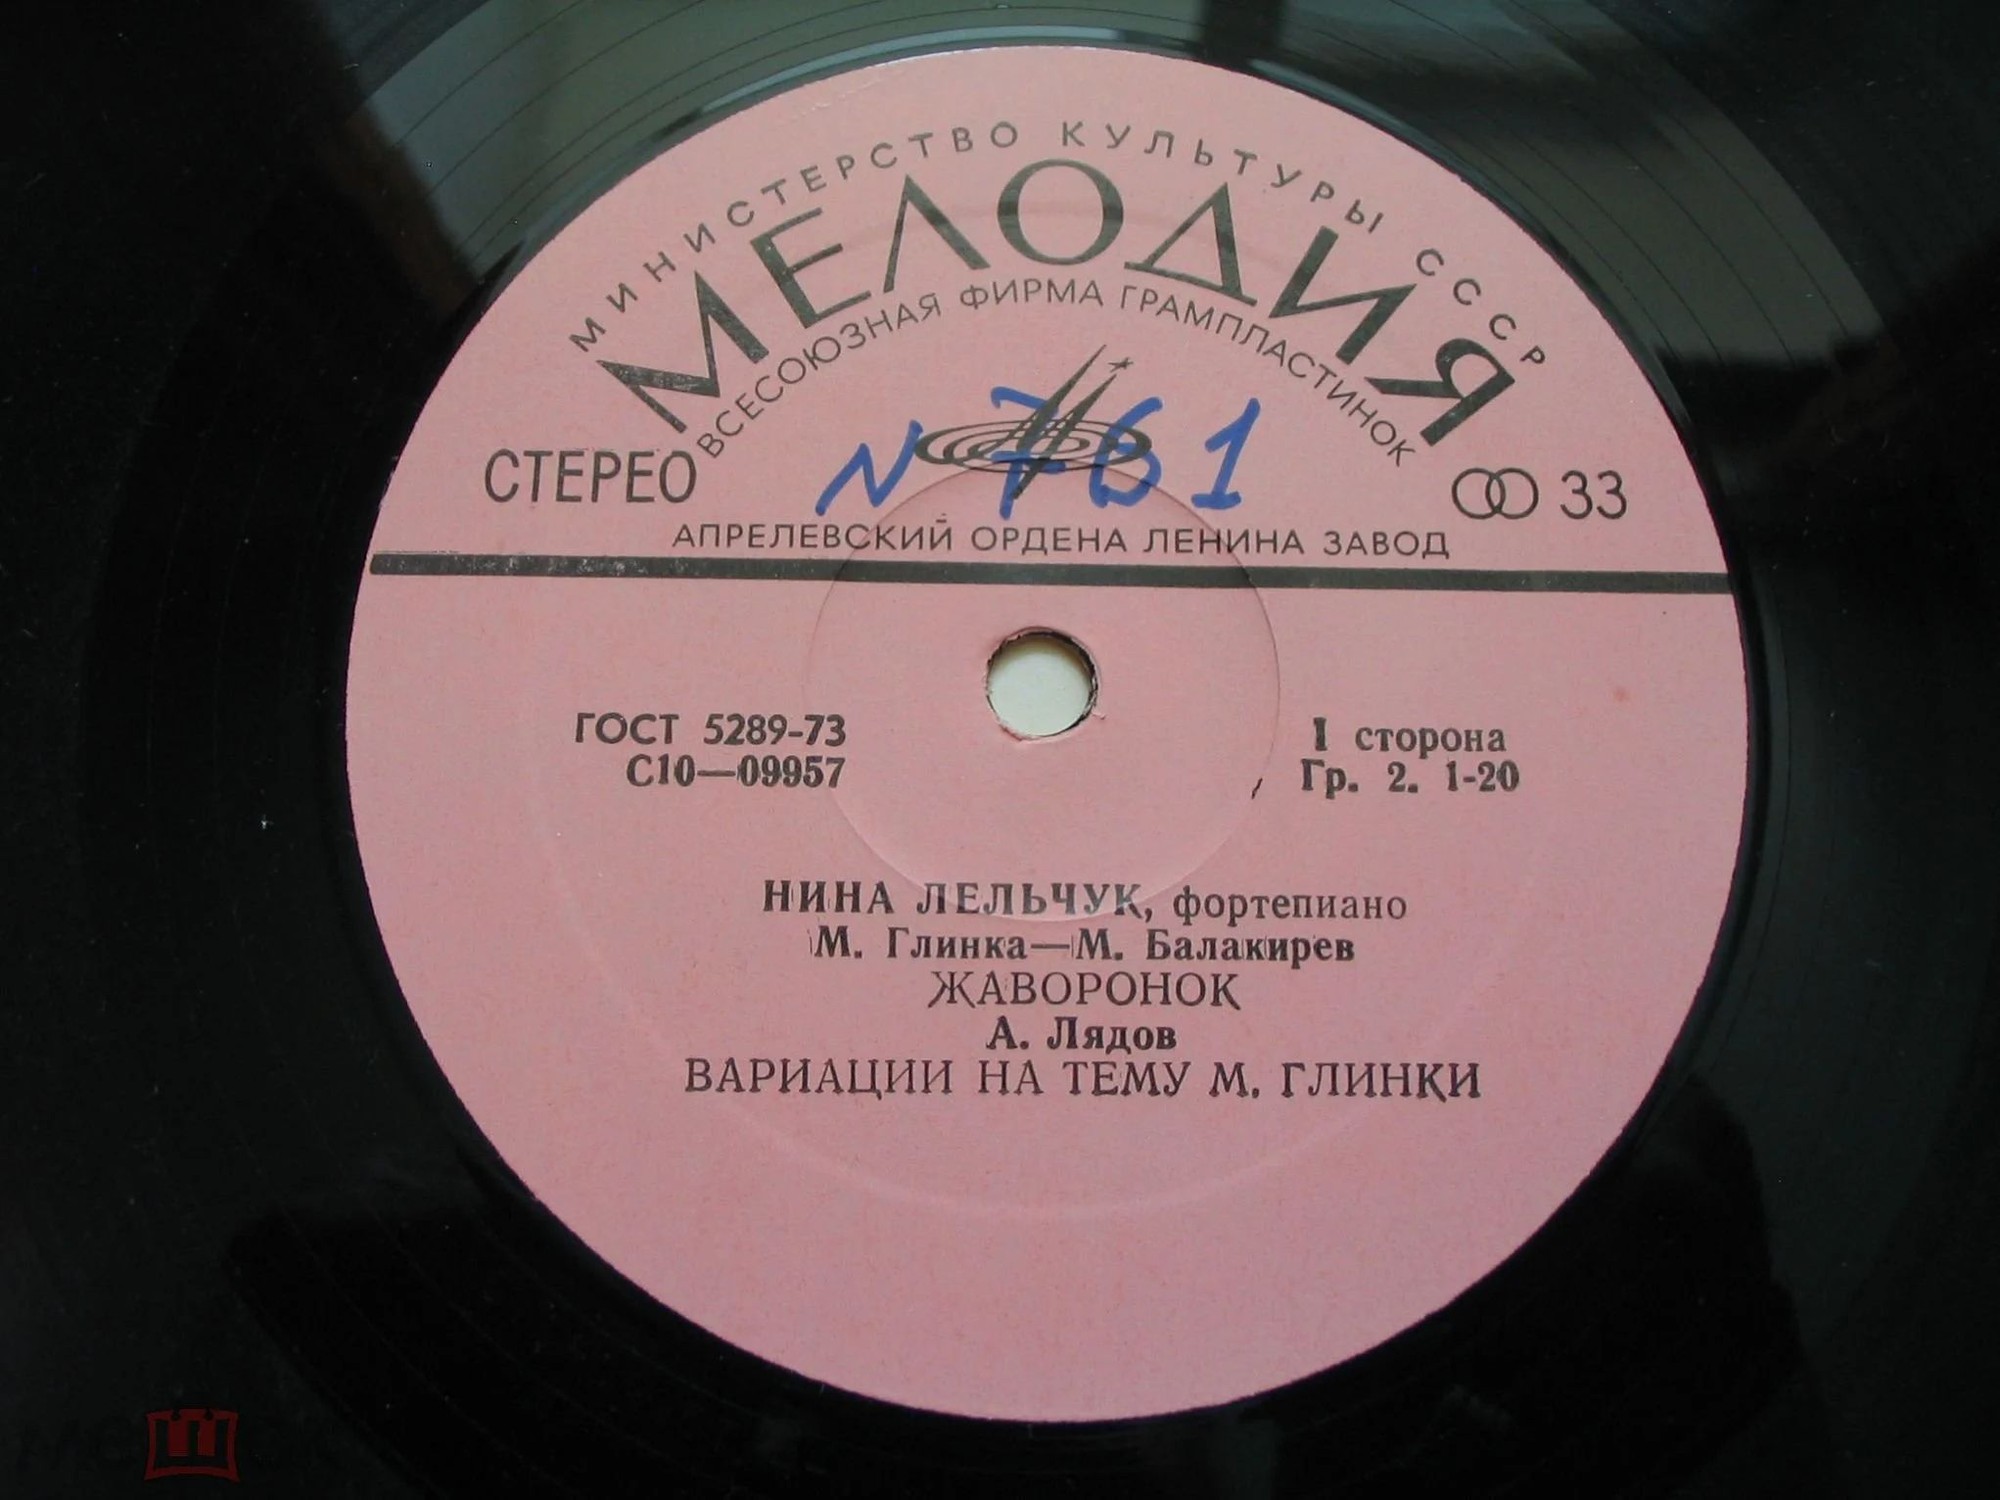 МИНИСТЕРСТВО КУЛЬТУРЫ СССР
МЕЛОДИЯ
ВСЕСОЮЗНАЯ ФИРМА ГРАМПЛАСТИНОК
N 761
СТЕРЕО
33
АПРЕЛЕВСКИЙ ОРДЕНА ЛЕНИНА ЗАВОД
ГОСТ 5289-73
С10—09957
I сторона
Гр. 2. 1-20
НИНА ЛЕЛЬЧУК, фортепиано
М. Глинка—М. Балакирев
ЖАВОРОНОК
А. Лядов
ВАРИАЦИИ НА ТЕМУ М. ГЛИНКИ